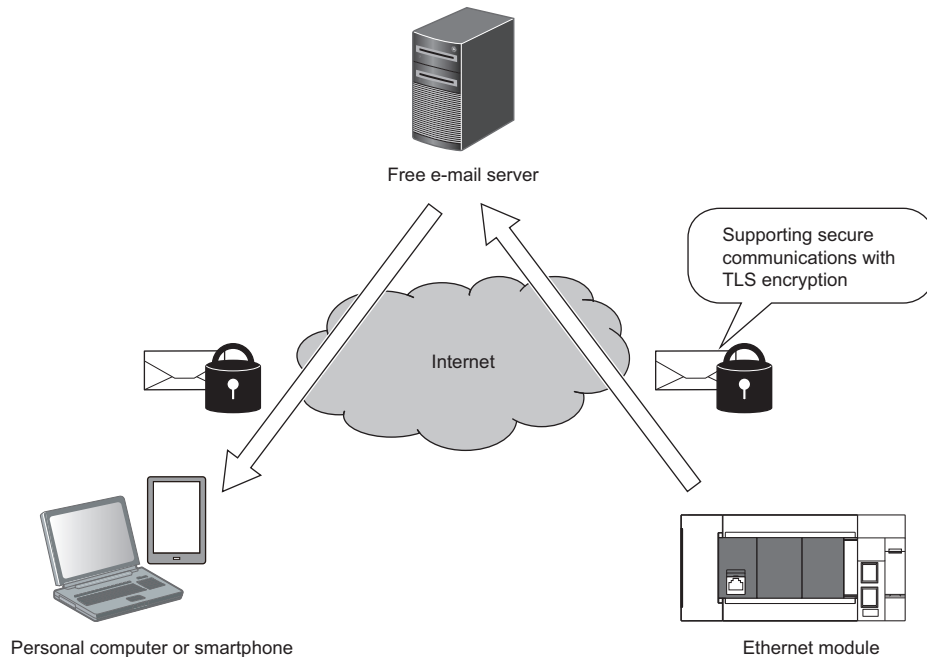 Free e-mail server
Supporting secure
communications with
TLS encryption
Internet
Personal computer or smartphone
Ethernet module